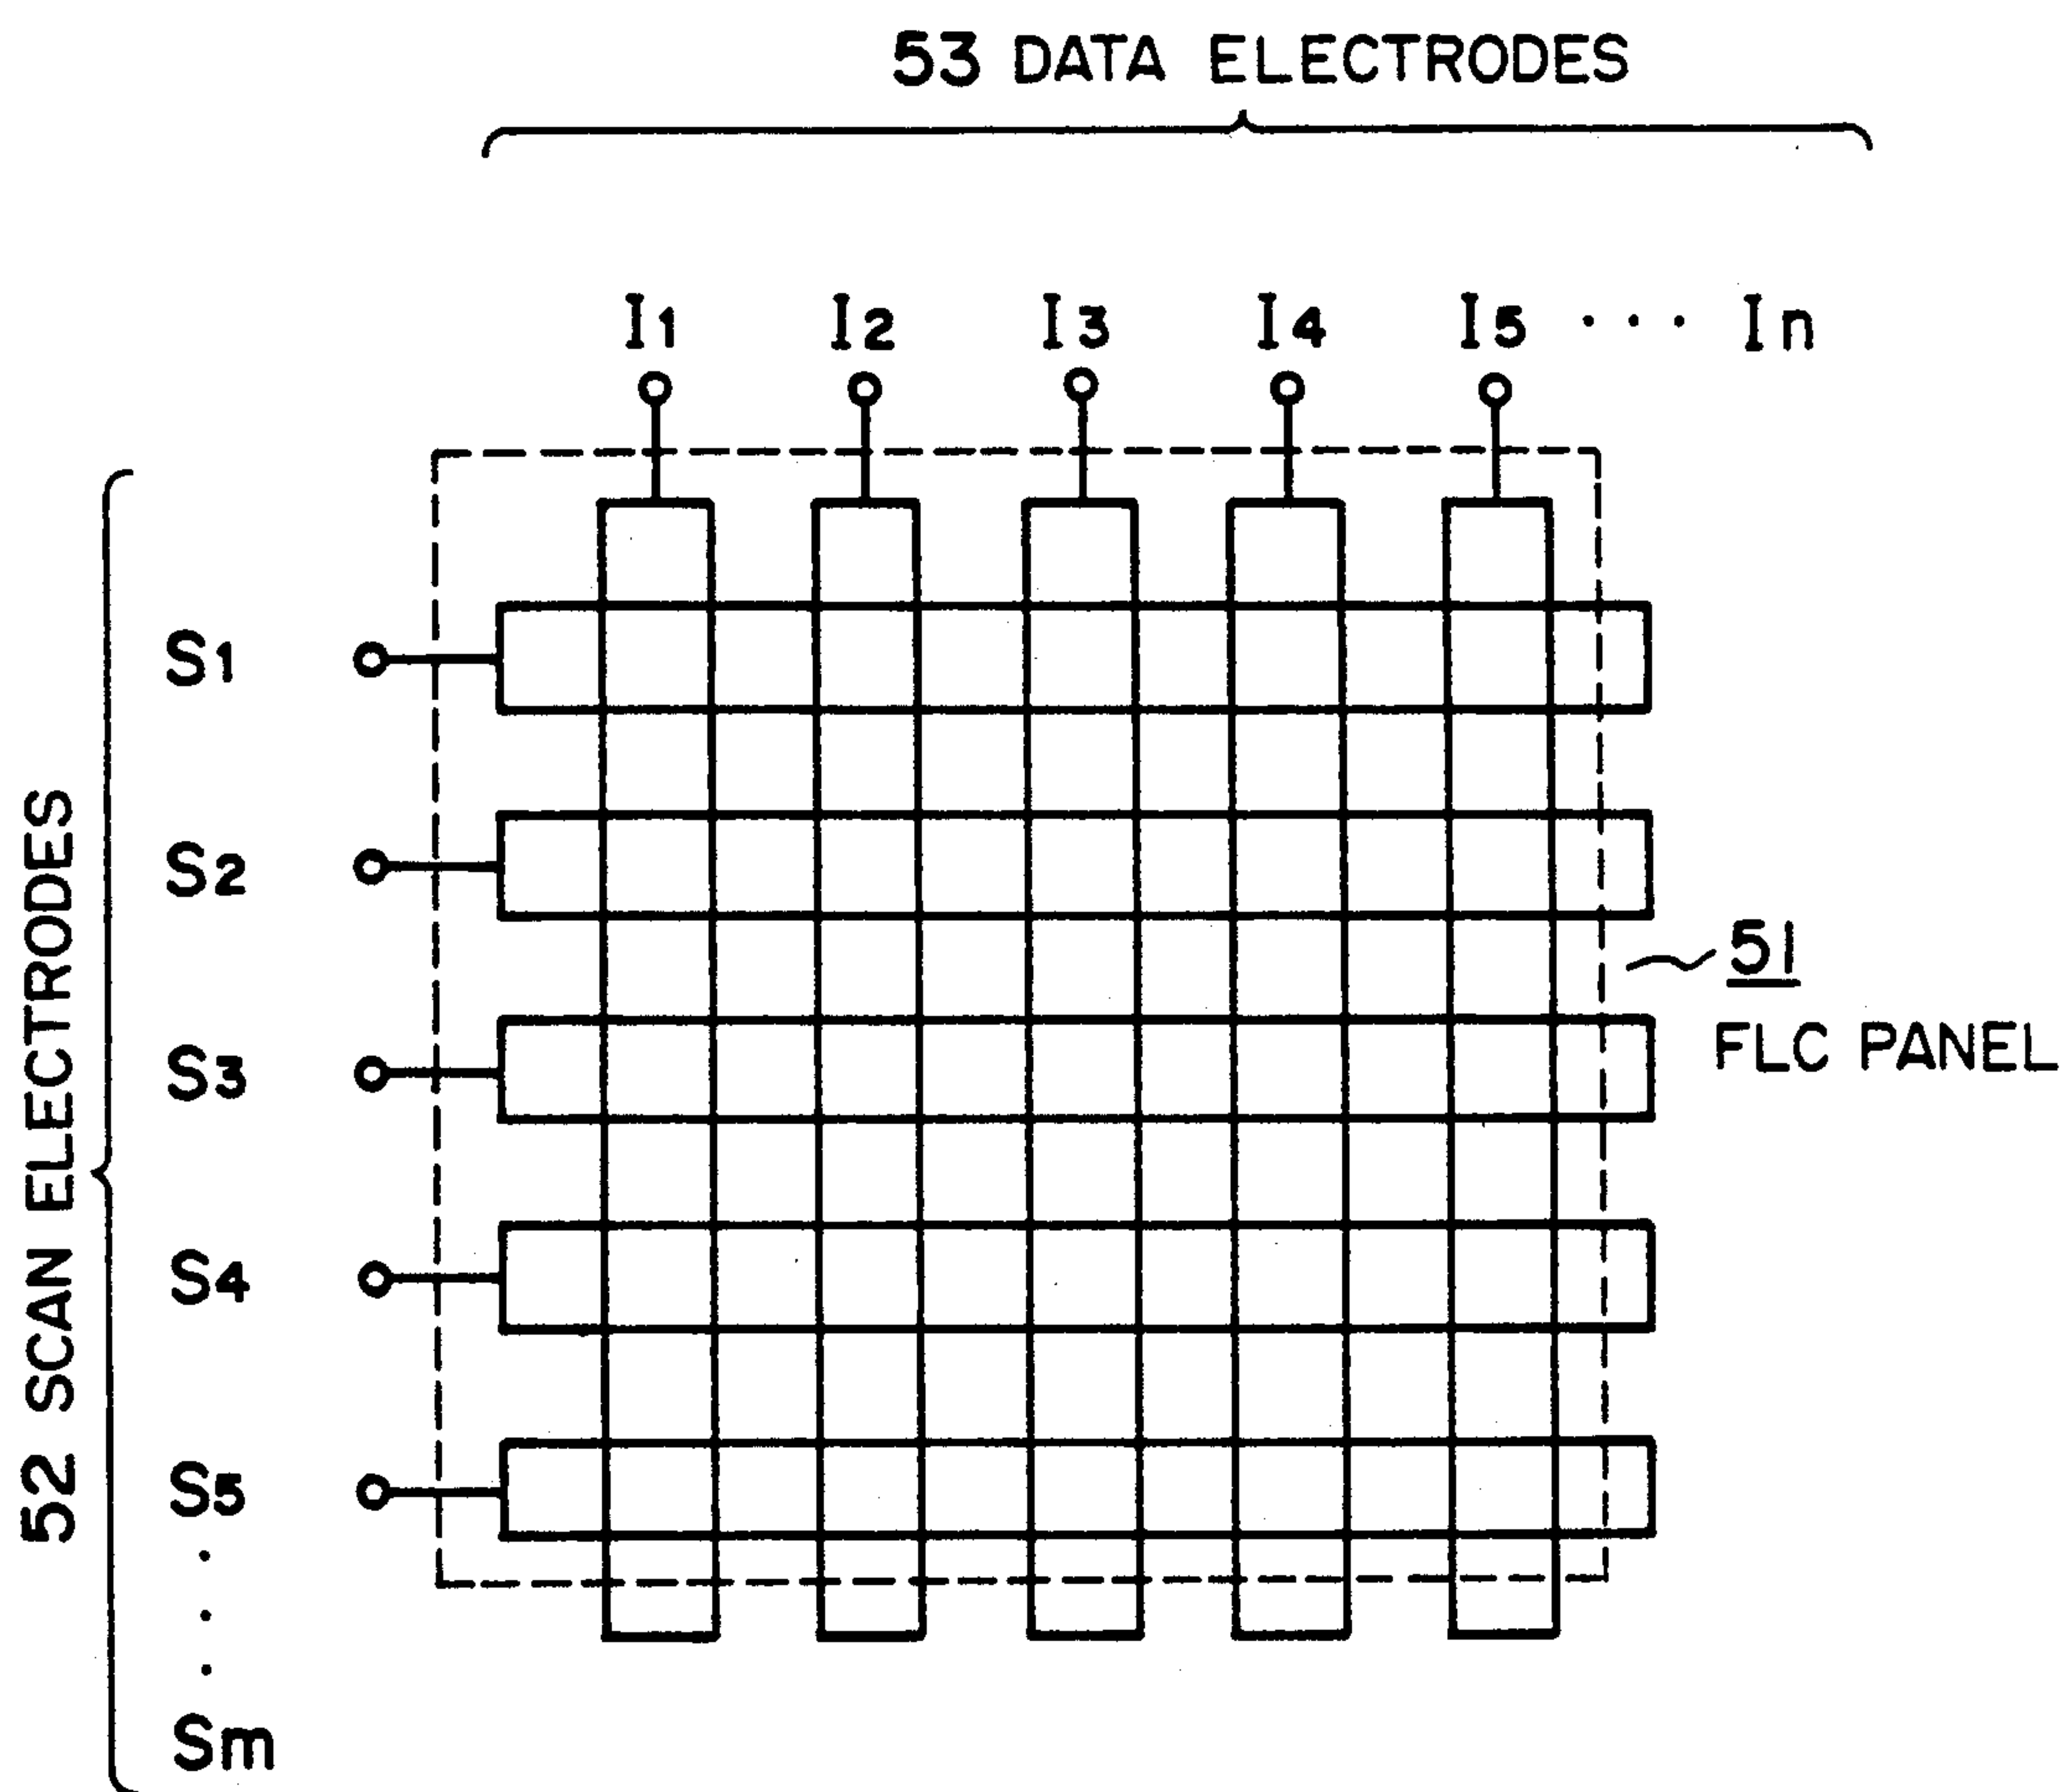 53 DATA ELECTRODES
I1 I2 I3 I4 I5 ··· In
52 SCAN ELECTRODES
S1
S2
S3
S4
S5
·
·
·
Sm
51
FLC PANEL